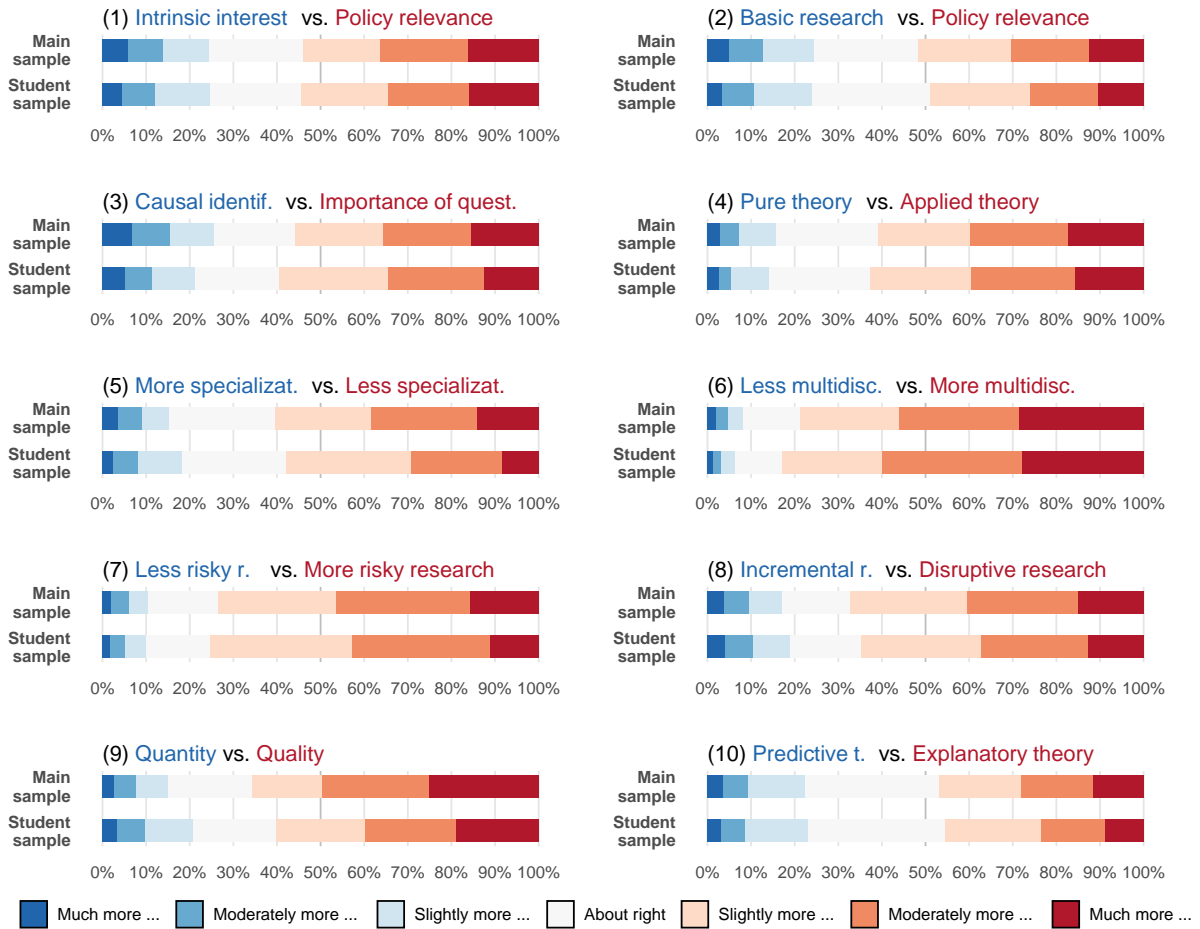 (1) Intrinsic interest vs. Policy relevance
Main
sample
Student
sample
0% 10% 20% 30% 40% 50% 60% 70% 80% 90% 100%
(2) Basic research vs. Policy relevance
Main
sample
Student
sample
0% 10% 20% 30% 40% 50% 60% 70% 80% 90% 100%
(3) Causal identif. vs. Importance of quest.
Main
sample
Student
sample
0% 10% 20% 30% 40% 50% 60% 70% 80% 90% 100%
(4) Pure theory vs. Applied theory
Main
sample
Student
sample
0% 10% 20% 30% 40% 50% 60% 70% 80% 90% 100%
(5) More specializat. vs. Less specializat.
Main
sample
Student
sample
0% 10% 20% 30% 40% 50% 60% 70% 80% 90% 100%
(6) Less multidisc. vs. More multidisc.
Main
sample
Student
sample
0% 10% 20% 30% 40% 50% 60% 70% 80% 90% 100%
(7) Less risky r. vs. More risky research
Main
sample
Student
sample
0% 10% 20% 30% 40% 50% 60% 70% 80% 90% 100%
(8) Incremental r. vs. Disruptive research
Main
sample
Student
sample
0% 10% 20% 30% 40% 50% 60% 70% 80% 90% 100%
(9) Quantity vs. Quality
Main
sample
Student
sample
0% 10% 20% 30% 40% 50% 60% 70% 80% 90% 100%
(10) Predictive t. vs. Explanatory theory
Main
sample
Student
sample
0% 10% 20% 30% 40% 50% 60% 70% 80% 90% 100%
Much more ... Moderately more ... Slightly more ... About right Slightly more ... Moderately more ... Much more ...